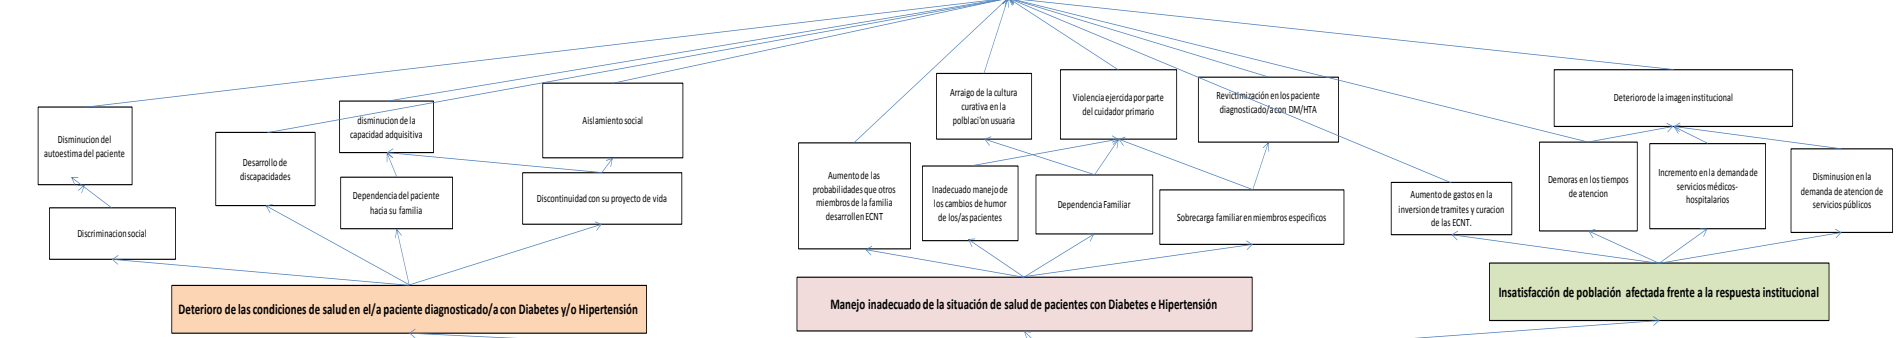 Disminucion del
autoestima del paciente
Discriminacion social
Desarrollo de
discapacidades
disminucion de la
capacidad adquisitiva
Dependencia del paciente
hacia su familia
Aislamiento social
Discontinuidad con su proyecto de vida
Deterioro de las condiciones de salud en el/a paciente diagnosticado/a con Diabetes y/o Hipertensión
Aumento de las
probabilidades que otros
miembros de la familia
desarrollen ECNT
Arraigo de la cultura
curativa en la
polblaci'on usuaria
Inadecuado manejo de
los cambios de humor
de los/as pacientes
Violencia ejercida por parte
del cuidador primario
Dependencia Familiar
Revictimización en los paciente
diagnosticado/a con DM/HTA
Sobrecarga familiar en miembros especificos
Manejo inadecuado de la situación de salud de pacientes con Diabetes e Hipertensión
Deterioro de la imagen institucional
Aumento de gastos en la
inversion de tramites y curacion
de las ECNT.
Demoras en los tiempos
de atencion
Incremento en la demanda de
servicios médicos-
hospitalarios
Disminusion en la
demanda de atencion de
servicios públicos
Insatisfacción de población afectada frente a la respuesta institucional